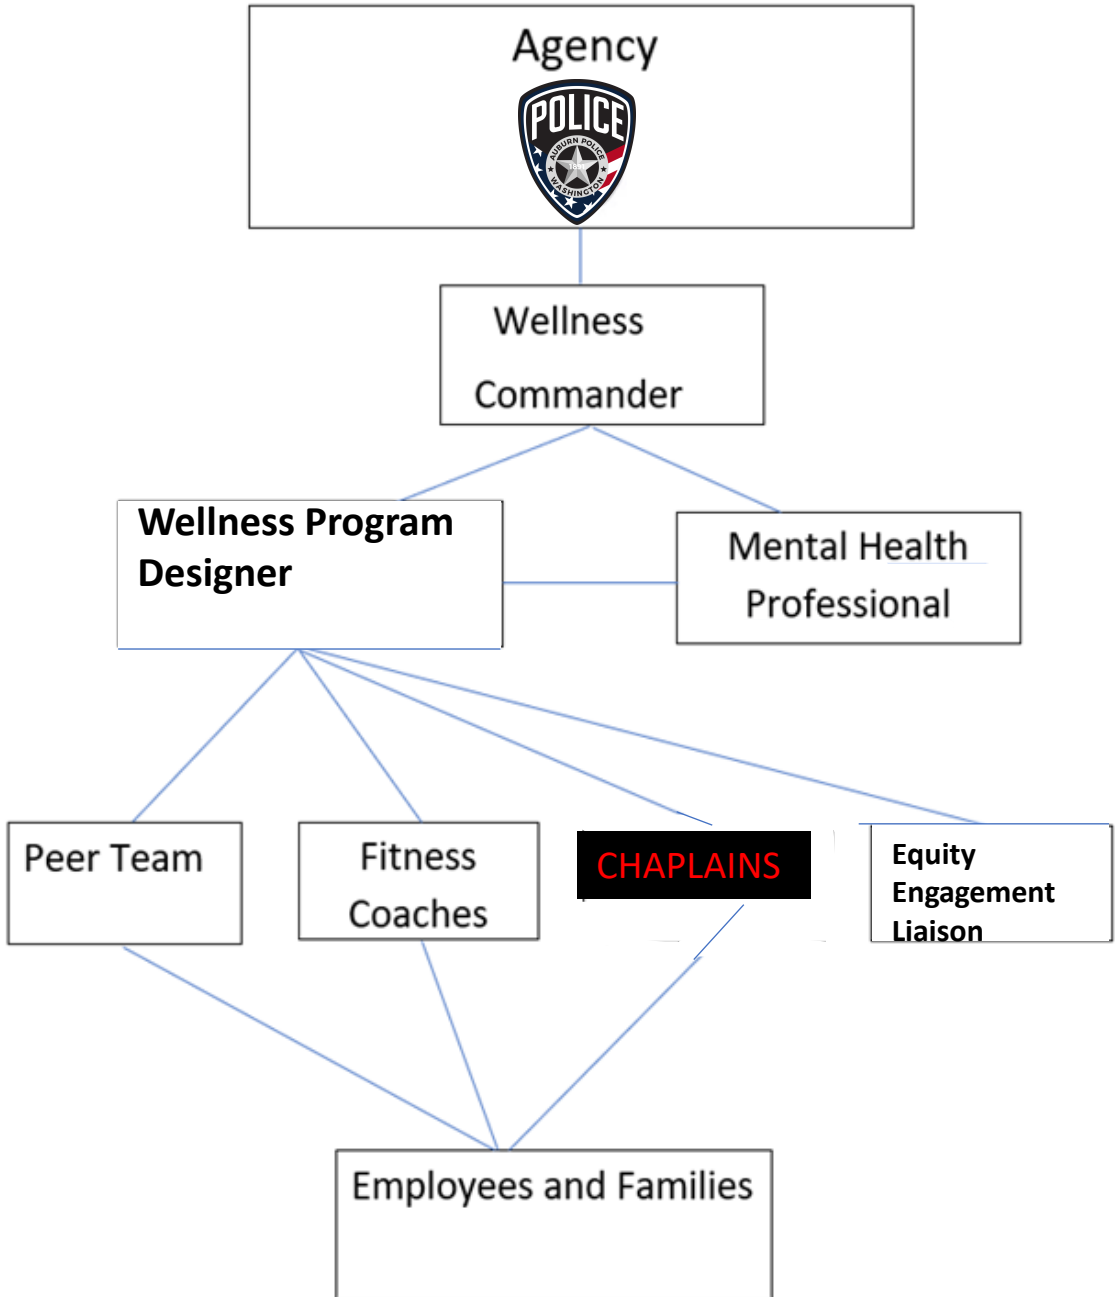 Agency
POLICE
AUBURN POLICE
1891
WASHINGTON
Wellness
Commander
Wellness Program
Designer
Mental Health
Professional
Peer Team
Fitness
Coaches
CHAPLAINS
Equity
Engagement
Liaison
Employees and Families